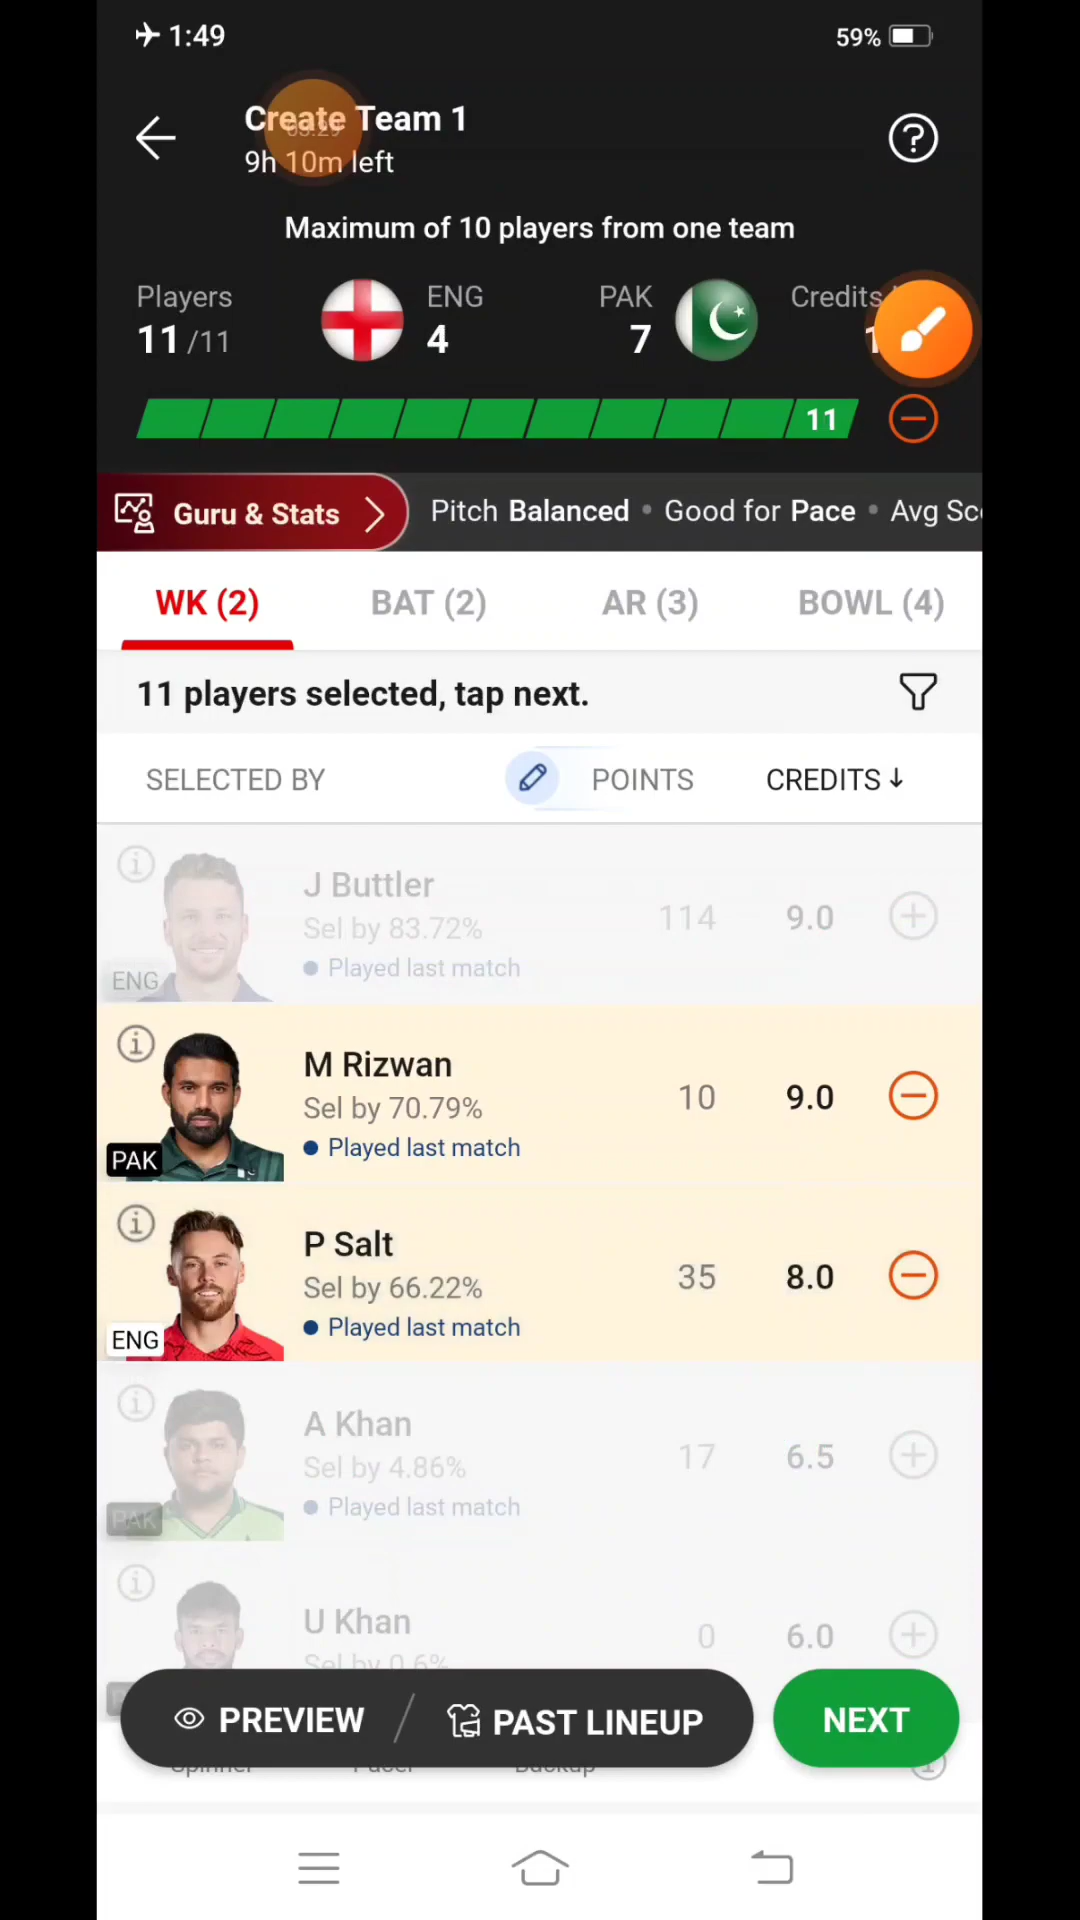 1:49
59%
Create Team 1
9h 10m left
Maximum of 10 players from one team
Players
11/11
ENG
4
PAK
7
Credits
11
Guru & Stats
Pitch Balanced • Good for Pace • Avg
WK (2)
BAT (2)
AR (3)
BOWL (4)
11 players selected, tap next.
SELECTED BY
POINTS
CREDITS ↓
J Buttler
Sel by 83.72%
Played last match
ENG
114
9.0
M Rizwan
Sel by 70.79%
Played last match
PAK
10
9.0
P Salt
Sel by 66.22%
Played last match
ENG
35
8.0
A Khan
Sel by 4.86%
Played last match
PAK
17
6.5
U Khan
Sel by 0.6%
0
6.0
PREVIEW
PAST LINEUP
NEXT